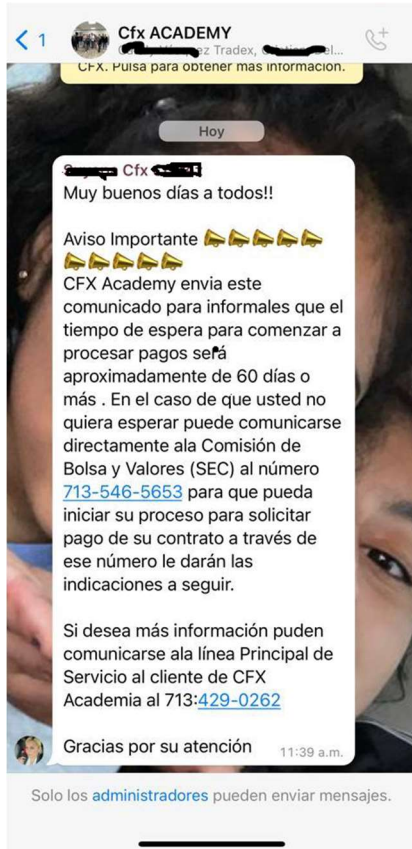 1
Cfx ACADEMY
ez Tradex,
CFX. Pulsa para obtener más información.
Hoy
Cfx
Muy buenos días a todos!!
Aviso Importante 📢📢📢📢📢
📢📢📢📢📢
CFX Academy envia este
comunicado para informales que el
tiempo de espera para comenzar a
procesar pagos será
aproximadamente de 60 días o
más . En el caso de que usted no
quiera esperar puede comunicarse
directamente ala Comisión de
Bolsa y Valores (SEC) al número
713-546-5653 para que pueda
iniciar su proceso para solicitar
pago de su contrato a través de
ese número le darán las
indicaciones a seguir.
Si desea más información puden
comunicarse ala línea Principal de
Servicio al cliente de CFX
Academia al 713:429-0262
Gracias por su atención
11:39 a.m.
Solo los administradores pueden enviar mensajes.